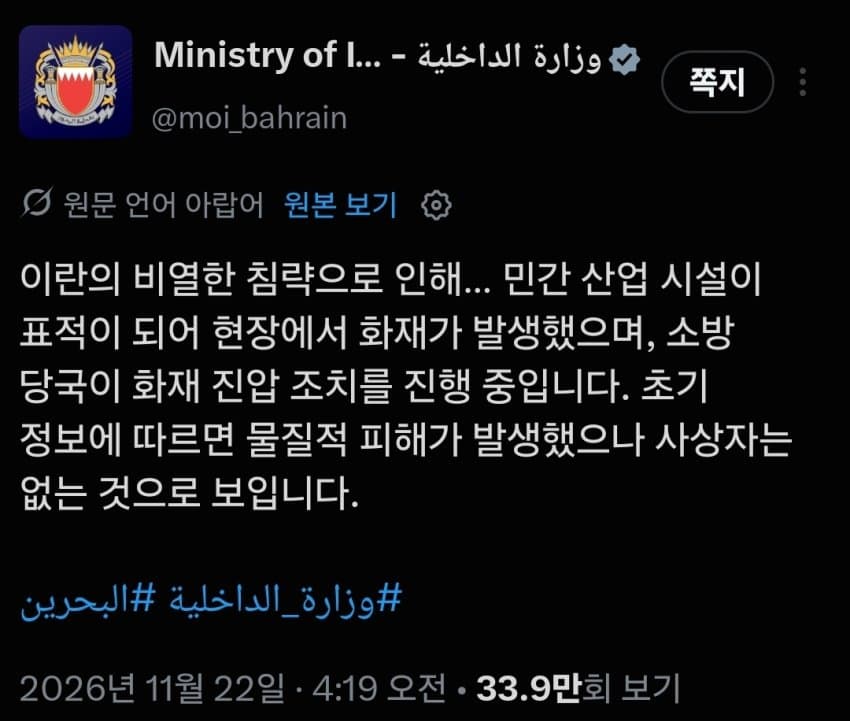 Ministry of I... - وزارة الداخلية
@moi_bahrain
쪽지
원문 언어 아랍어 원본 보기
이란의 비열한 침략으로 인해... 민간 산업 시설이
표적이 되어 현장에서 화재가 발생했으며, 소방
당국이 화재 진압 조치를 진행 중입니다. 초기
정보에 따르면 물질적 피해가 발생했으나 사상자는
없는 것으로 보입니다.
#وزارة_الداخلية #البحرين
2026년 11월 22일 · 4:19 오전 · 33.9만회 보기